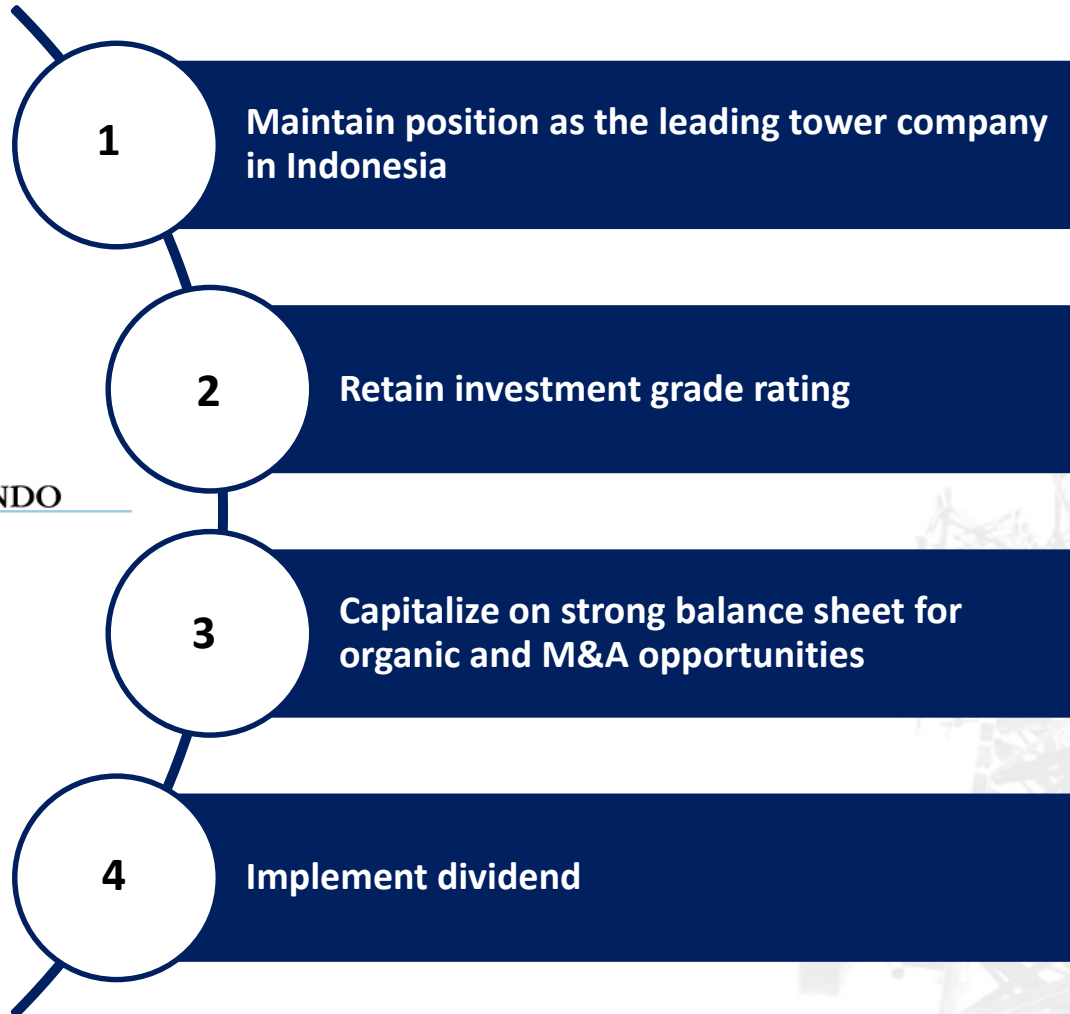 1
Maintain position as the leading tower company
in Indonesia
2
Retain investment grade rating
NDO
3
Capitalize on strong balance sheet for
organic and M&A opportunities
4
Implement dividend